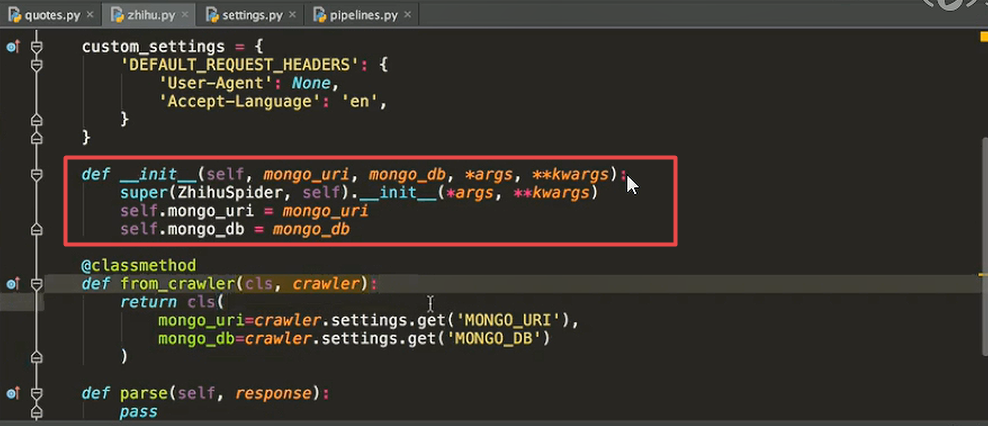 quotes.py × zhihu.py × settings.py × pipelines.py ×
custom_settings = {
    'DEFAULT_REQUEST_HEADERS': {
        'User-Agent': None,
        'Accept-Language': 'en',
    }
}
def __init__(self, mongo_uri, mongo_db, *args, **kwargs):
    super(ZhihuSpider, self).__init__(*args, **kwargs)
    self.mongo_uri = mongo_uri
    self.mongo_db = mongo_db
@classmethod
def from_crawler(cls, crawler):
    return cls(
        mongo_uri=crawler.settings.get('MONGO_URI'),
        mongo_db=crawler.settings.get('MONGO_DB')
    )
def parse(self, response):
    pass